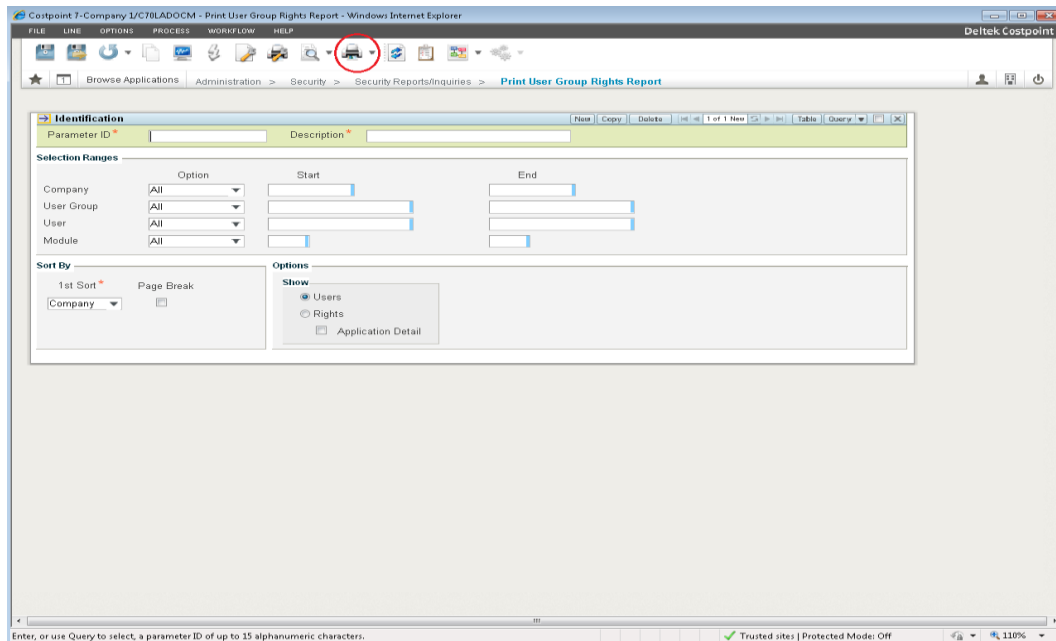 Costpoint 7-Company 1/C70LADOCM - Print User Group Rights Report - Windows Internet Explorer
FILE LINE OPTIONS PROCESS WORKFLOW HELP Deltek Costpoint
1 Browse Applications Administration > Security > Security Reports/Inquiries > Print User Group Rights Report
Identification New Copy Delete 1 of 1 New Table Query
Parameter ID * Description *
Selection Ranges
Option Start End
Company All
User Group All
User All
Module All
Sort By Options
1st Sort * Page Break Show
Company Users
Rights
Application Detail
Enter, or use Query to select, a parameter ID of up to 15 alphanumeric characters. Trusted sites | Protected Mode: Off 110%